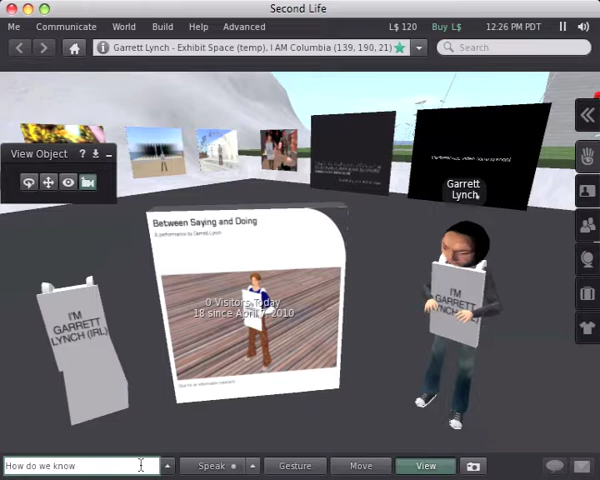 Second Life
Me Communicate World Build Help Advanced L$ 120 Buy L$ 12:26 PM PDT
Garrett Lynch - Exhibit Space (temp), I AM Columbia (139, 190, 21) Search
View Object ? 
Garrett
Lynch
Between Saying and Doing
A performance by Garrett Lynch
0 Visitors Today
18 since April 7, 2010
I'M
GARRETT
LYNCH (IRL)
I'M
GARRETT
LYNCH (IRL)
How do we know Speak Gesture Move View